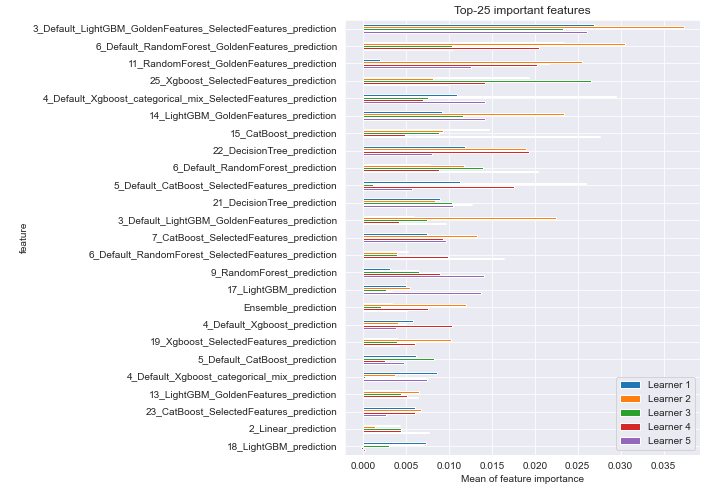 Top-25 important features
3_Default_LightGBM_GoldenFeatures_SelectedFeatures_prediction
6_Default_RandomForest_GoldenFeatures_prediction
11_RandomForest_GoldenFeatures_prediction
25_Xgboost_SelectedFeatures_prediction
4_Default_Xgboost_categorical_mix_SelectedFeatures_prediction
14_LightGBM_GoldenFeatures_prediction
15_CatBoost_prediction
22_DecisionTree_prediction
6_Default_RandomForest_prediction
5_Default_CatBoost_SelectedFeatures_prediction
21_DecisionTree_prediction
3_Default_LightGBM_GoldenFeatures_prediction
7_CatBoost_SelectedFeatures_prediction
6_Default_RandomForest_SelectedFeatures_prediction
9_RandomForest_prediction
17_LightGBM_prediction
Ensemble_prediction
4_Default_Xgboost_prediction
19_Xgboost_SelectedFeatures_prediction
5_Default_CatBoost_prediction
4_Default_Xgboost_categorical_mix_prediction
13_LightGBM_GoldenFeatures_prediction
23_CatBoost_SelectedFeatures_prediction
2_Linear_prediction
18_LightGBM_prediction
feature
Learner 1
Learner 2
Learner 3
Learner 4
Learner 5
0.000 0.005 0.010 0.015 0.020 0.025 0.030 0.035
Mean of feature importance